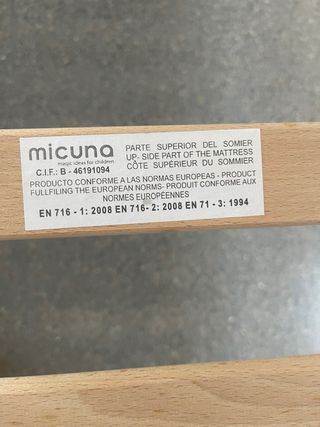 micuna
magic ideas for children
C.I.F.: B - 46191094
PARTE SUPERIOR DEL SOMIER
UP- SIDE PART OF THE MATTRESS
CÔTE SUPÉRIEUR DU SOMMIER
PRODUCTO CONFORME A LAS NORMAS EUROPEAS - PRODUCT
FULLFILING THE EUROPEAN NORMS- PRODUIT CONFORME AUX
NORMES EUROPÉENNES
EN 716 - 1: 2008 EN 716- 2: 2008 EN 71 - 3: 1994